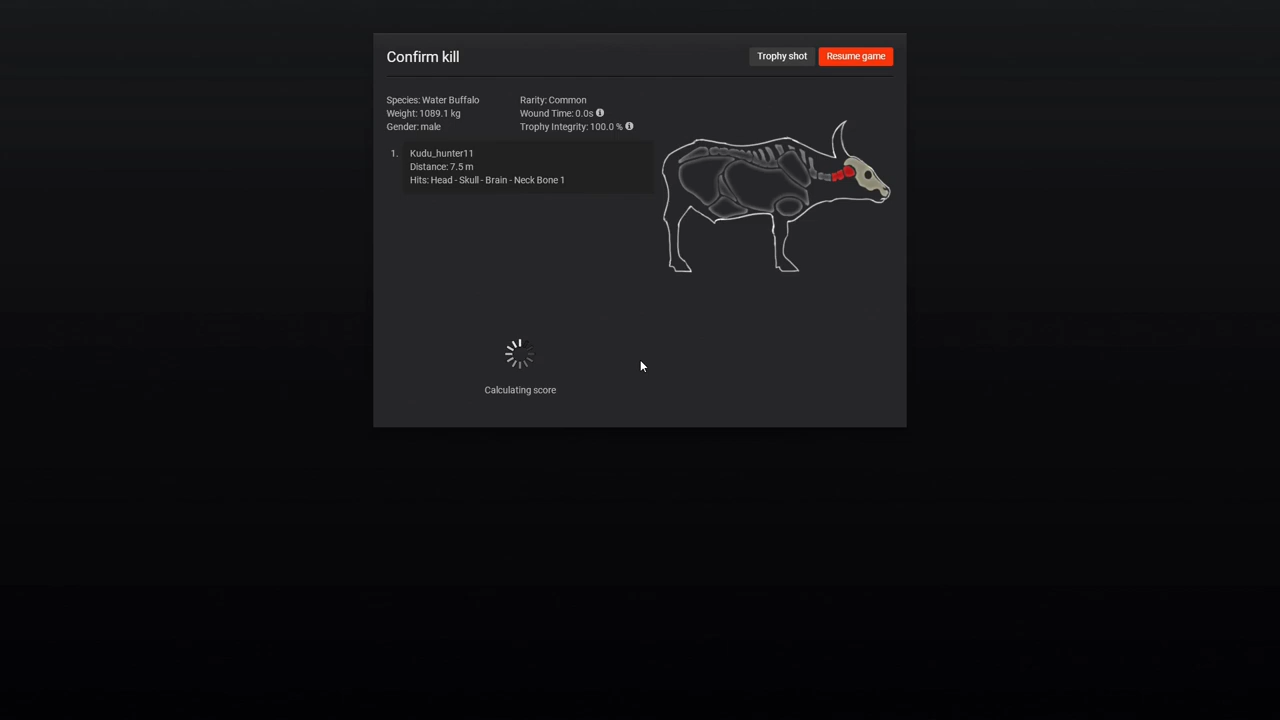 Confirm kill
Trophy shot
Resume game
Species: Water Buffalo
Rarity: Common
Weight: 1089.1 kg
Wound Time: 0.0s
Gender: male
Trophy Integrity: 100.0 %
1. Kudu_hunter11
Distance: 7.5 m
Hits: Head - Skull - Brain - Neck Bone 1
Calculating score